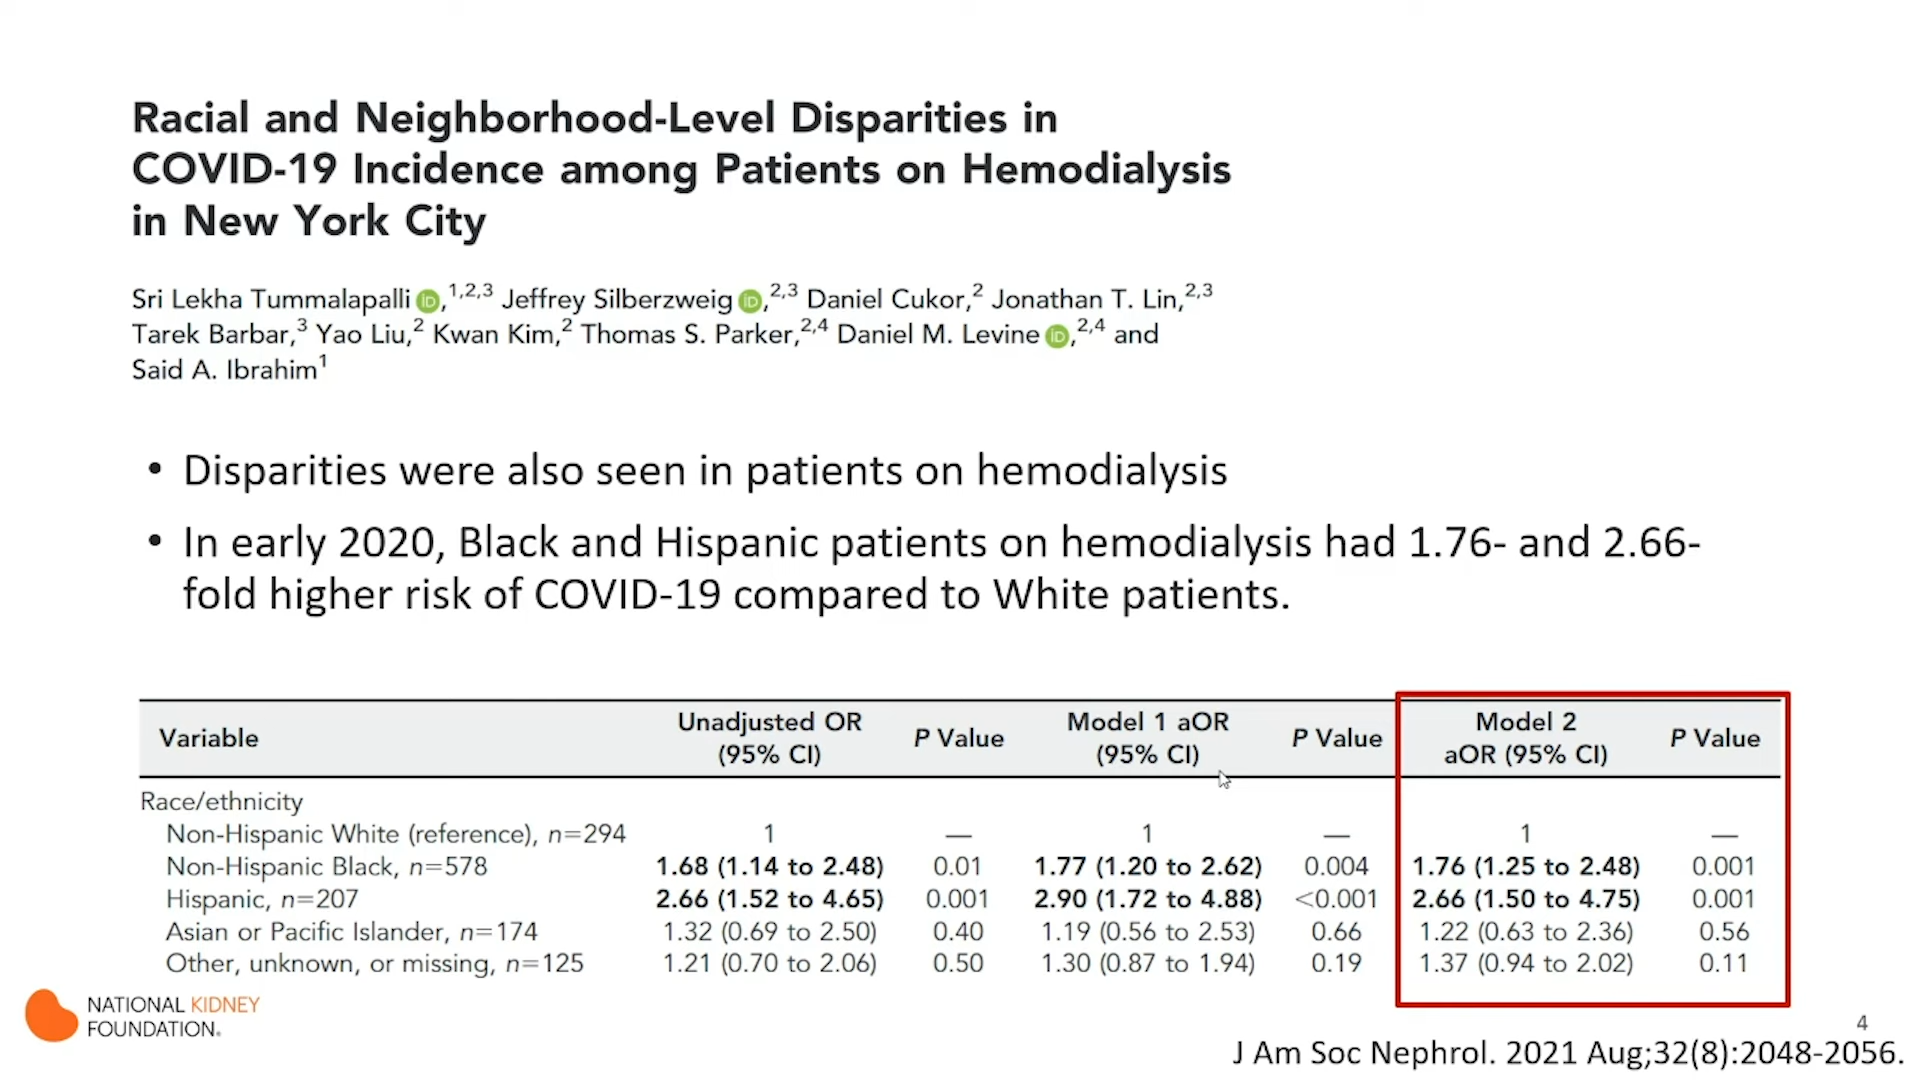 Racial and Neighborhood-Level Disparities in
COVID-19 Incidence among Patients on Hemodialysis
in New York City
Sri Lekha Tummalapalli iD,1,2,3 Jeffrey Silberzweig iD,2,3 Daniel Cukor,2 Jonathan T. Lin,2,3
Tarek Barbar,3 Yao Liu,2 Kwan Kim,2 Thomas S. Parker,2,4 Daniel M. Levine iD,2,4 and
Said A. Ibrahim1
• Disparities were also seen in patients on hemodialysis
• In early 2020, Black and Hispanic patients on hemodialysis had 1.76- and 2.66-
fold higher risk of COVID-19 compared to White patients.
Variable Unadjusted OR (95% CI) P Value Model 1 aOR (95% CI) P Value Model 2 aOR (95% CI) P Value
Race/ethnicity
Non-Hispanic White (reference), n=294 1 — 1 — 1 —
Non-Hispanic Black, n=578 1.68 (1.14 to 2.48) 0.01 1.77 (1.20 to 2.62) 0.004 1.76 (1.25 to 2.48) 0.001
Hispanic, n=207 2.66 (1.52 to 4.65) 0.001 2.90 (1.72 to 4.88) <0.001 2.66 (1.50 to 4.75) 0.001
Asian or Pacific Islander, n=174 1.32 (0.69 to 2.50) 0.40 1.19 (0.56 to 2.53) 0.66 1.22 (0.63 to 2.36) 0.56
Other, unknown, or missing, n=125 1.21 (0.70 to 2.06) 0.50 1.30 (0.87 to 1.94) 0.19 1.37 (0.94 to 2.02) 0.11
NATIONAL KIDNEY
FOUNDATION®
4
J Am Soc Nephrol. 2021 Aug;32(8):2048-2056.